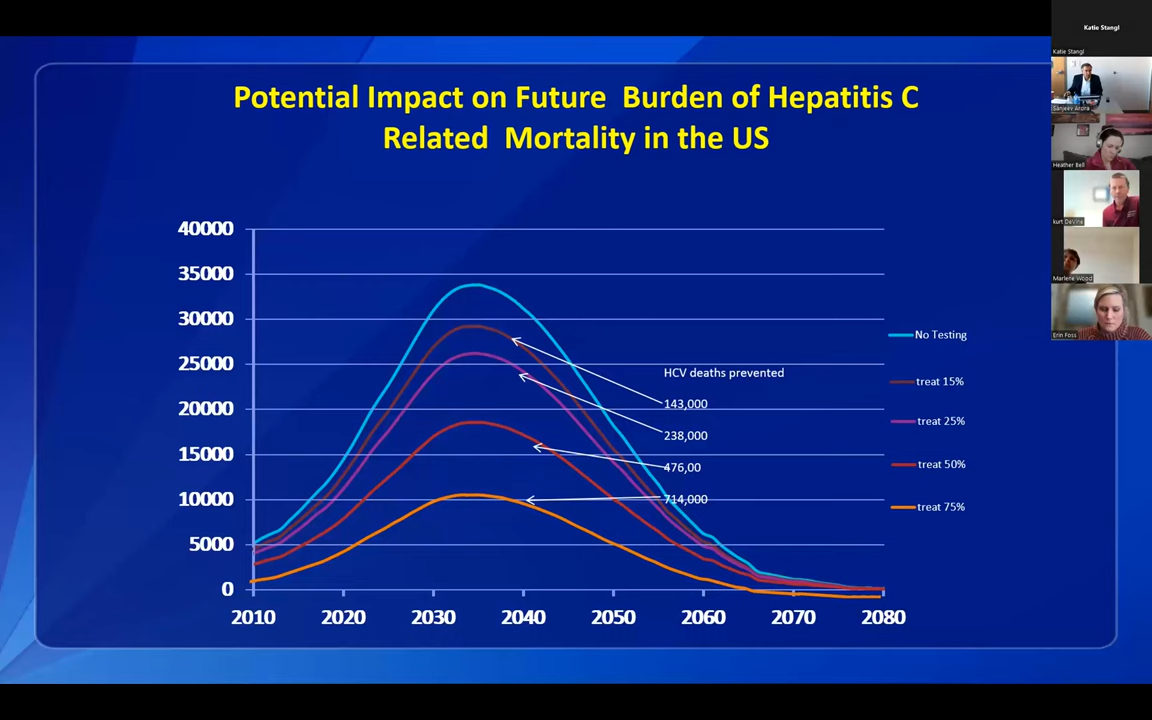 Potential Impact on Future Burden of Hepatitis C
Related Mortality in the US
40000
35000
30000
25000
20000
15000
10000
5000
0
2010 2020 2030 2040 2050 2060 2070 2080
HCV deaths prevented
143,000
238,000
476,00
714,000
No Testing
treat 15%
treat 25%
treat 50%
treat 75%
Katie Stangl
Katie Stangl
Sanjeev Arora
Heather Bell
kurt DeVine
Marlene Wood
Erin Foss